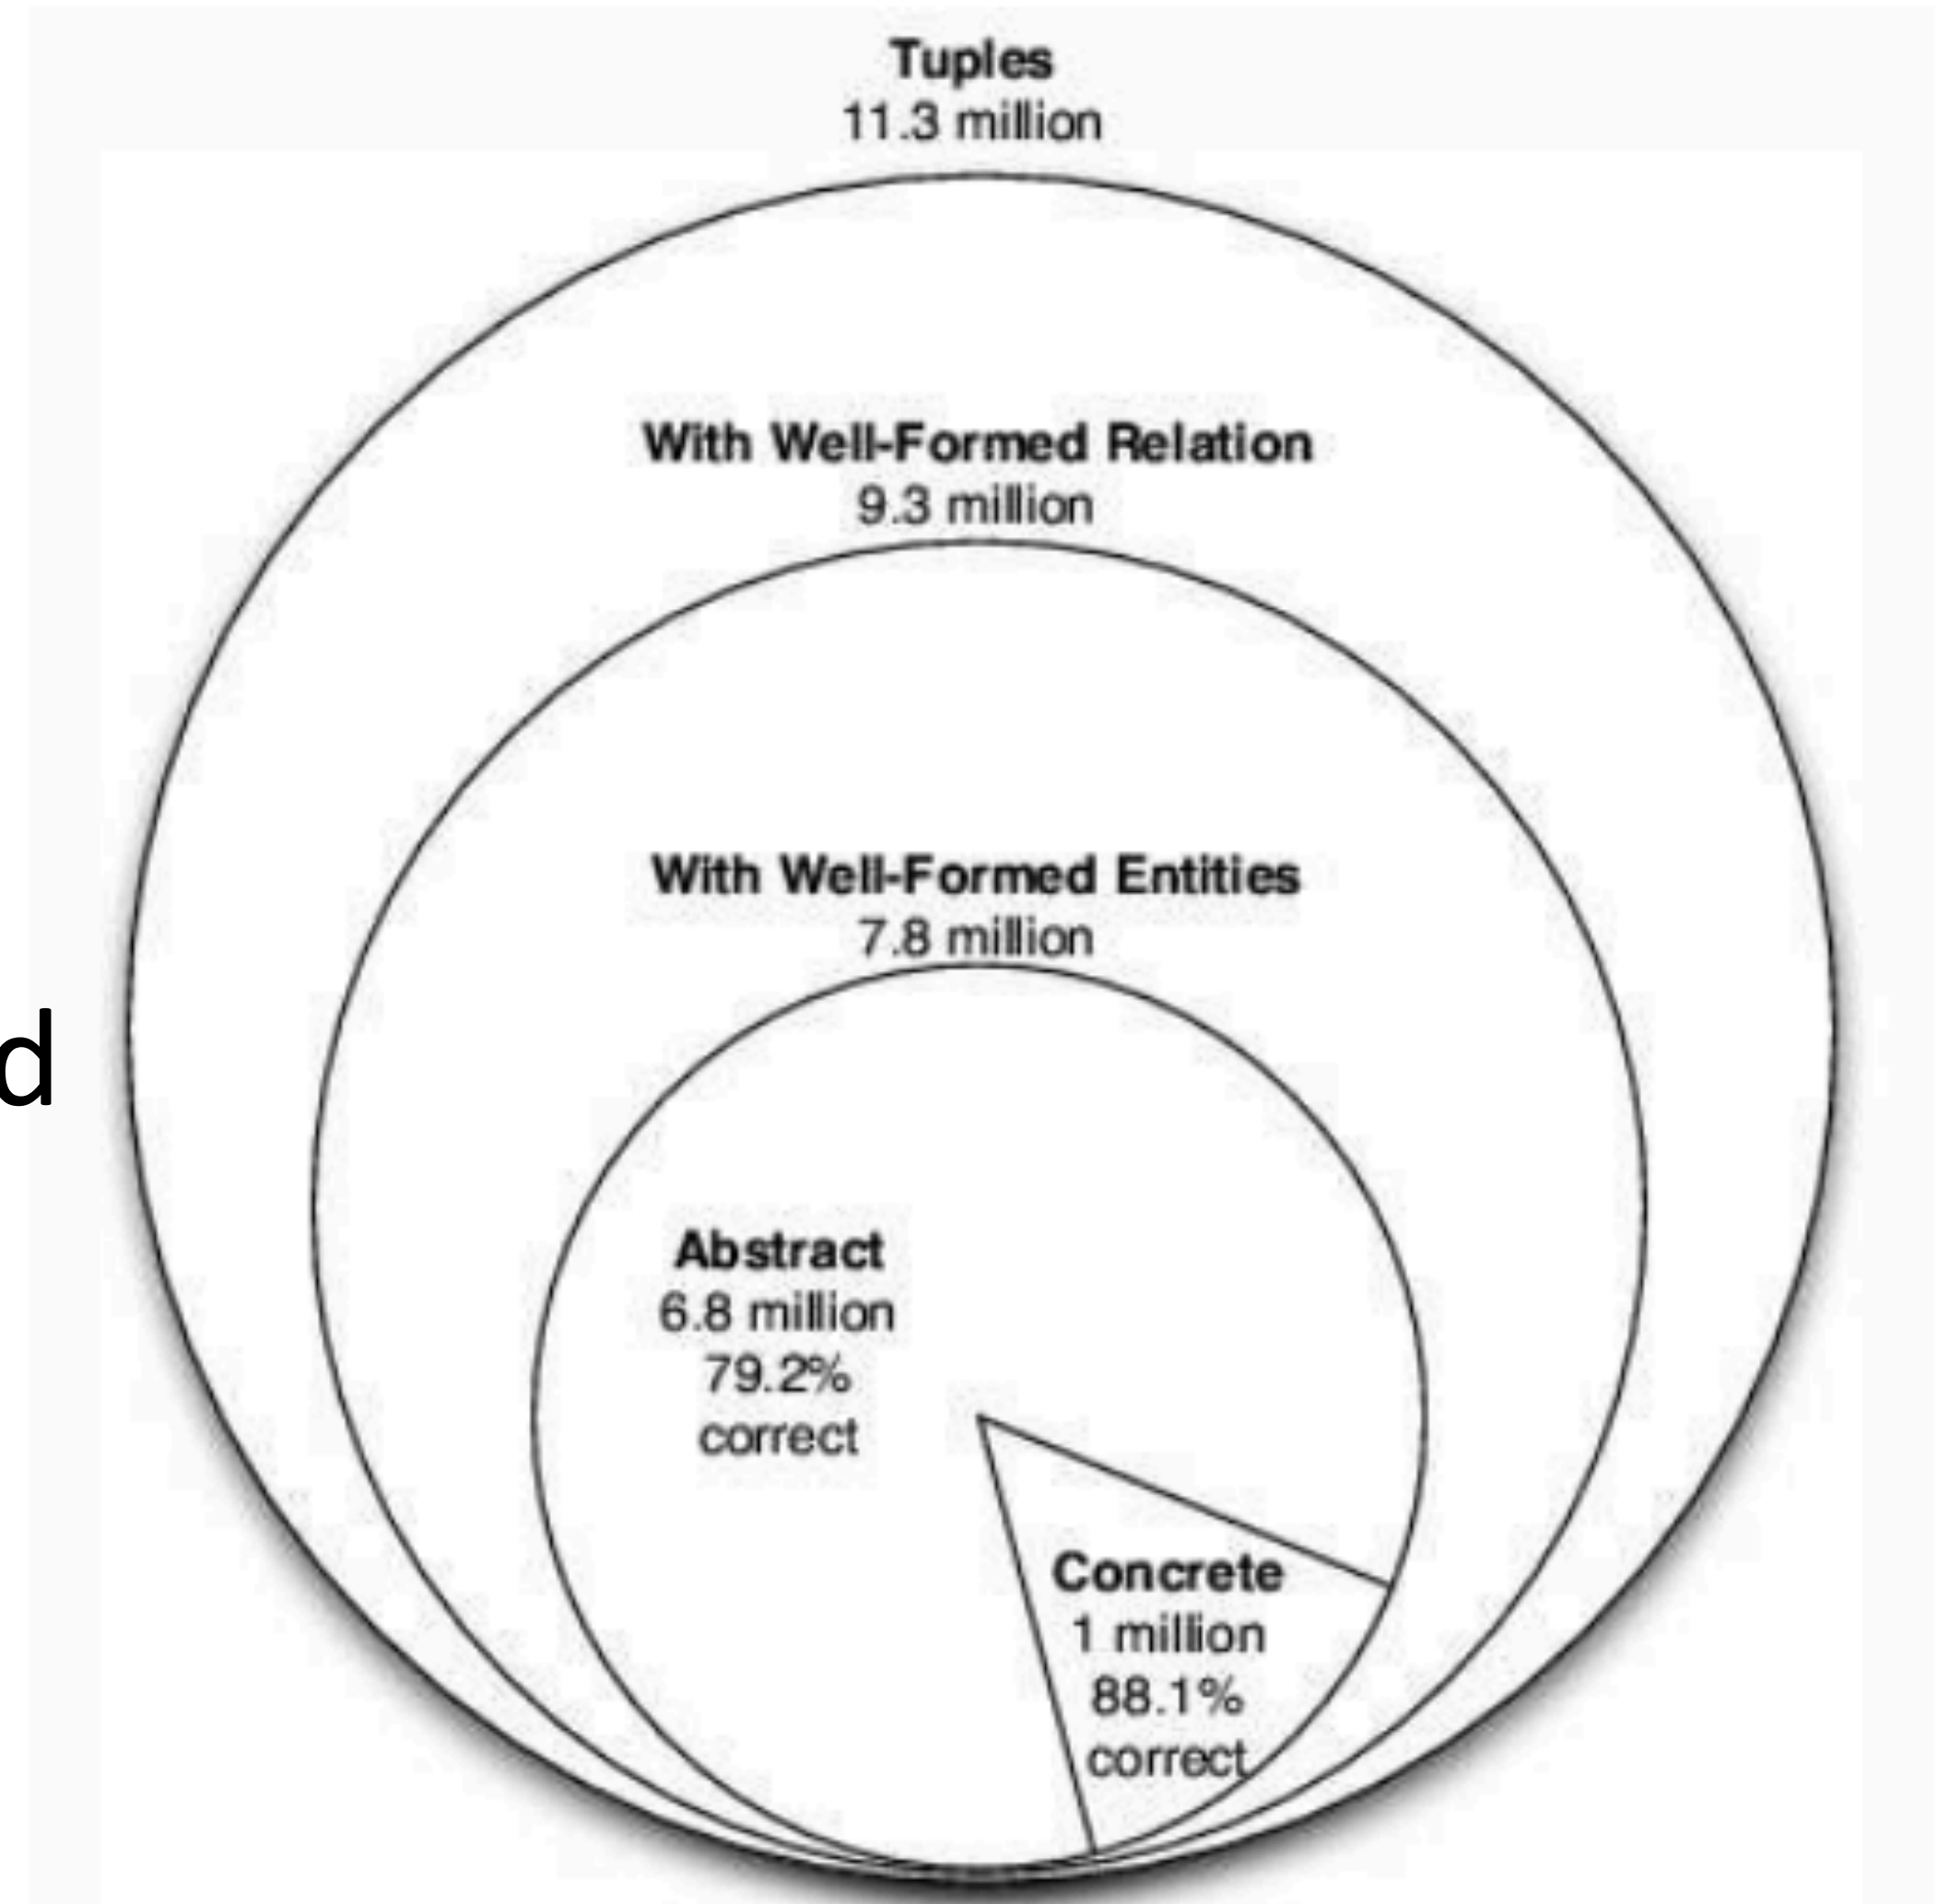 Tuples
11.3 million
With Well-Formed Relation
9.3 million
With Well-Formed Entities
7.8 million
d
Abstract
6.8 million
79.2%
correct
Concrete
1 million
88.1%
correct